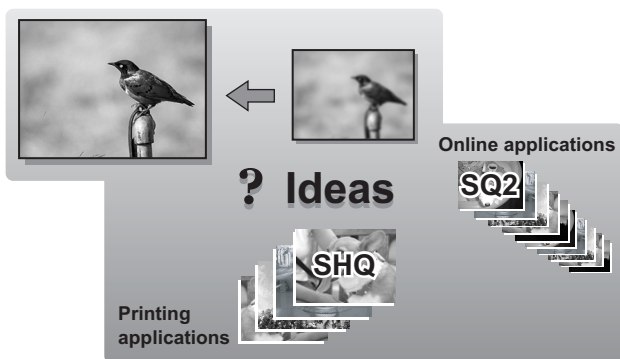 Online applications
SQ2
? Ideas
SHQ
Printing
applications